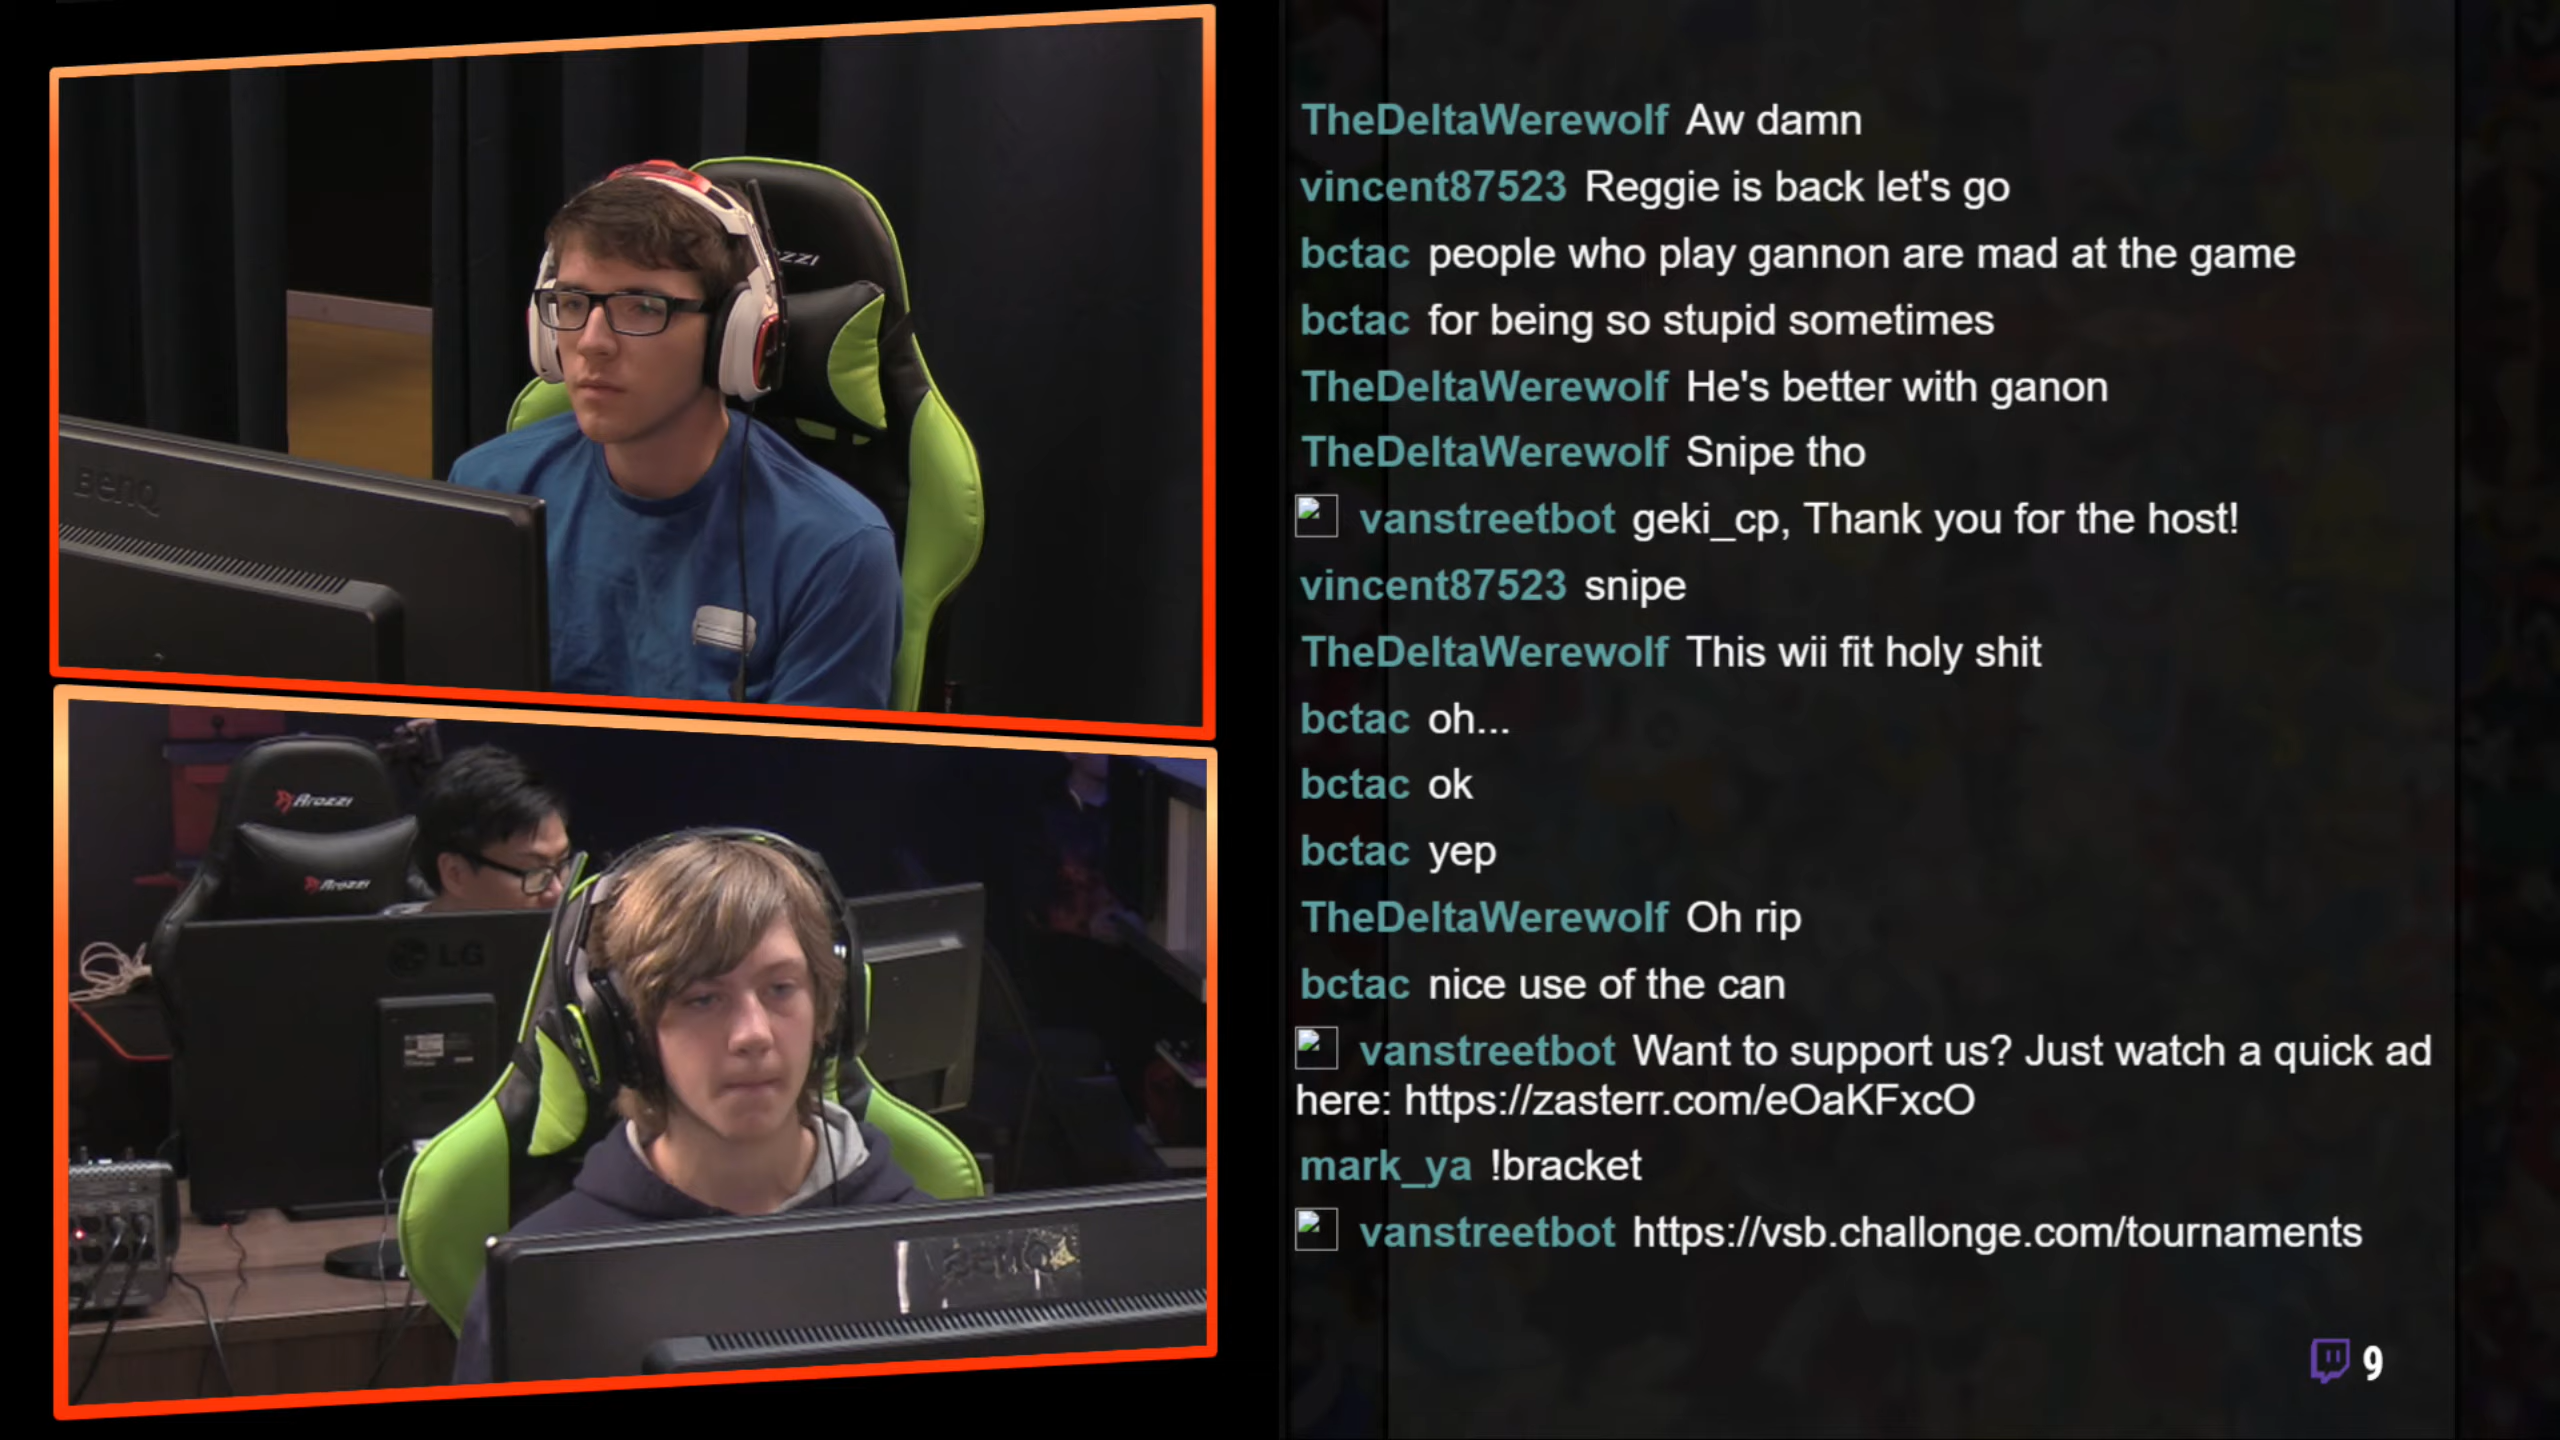 zzi
BenQ
Arozzi
Arozzi
LG
TheDeltaWerewolf Aw damn
vincent87523 Reggie is back let's go
bctac people who play gannon are mad at the game
bctac for being so stupid sometimes
TheDeltaWerewolf He's better with ganon
TheDeltaWerewolf Snipe tho
vanstreetbot geki_cp, Thank you for the host!
vincent87523 snipe
TheDeltaWerewolf This wii fit holy shit
bctac oh...
bctac ok
bctac yep
TheDeltaWerewolf Oh rip
bctac nice use of the can
vanstreetbot Want to support us? Just watch a quick ad
here: https://zasterr.com/eOaKFxcO
mark_ya !bracket
vanstreetbot https://vsb.challonge.com/tournaments
9